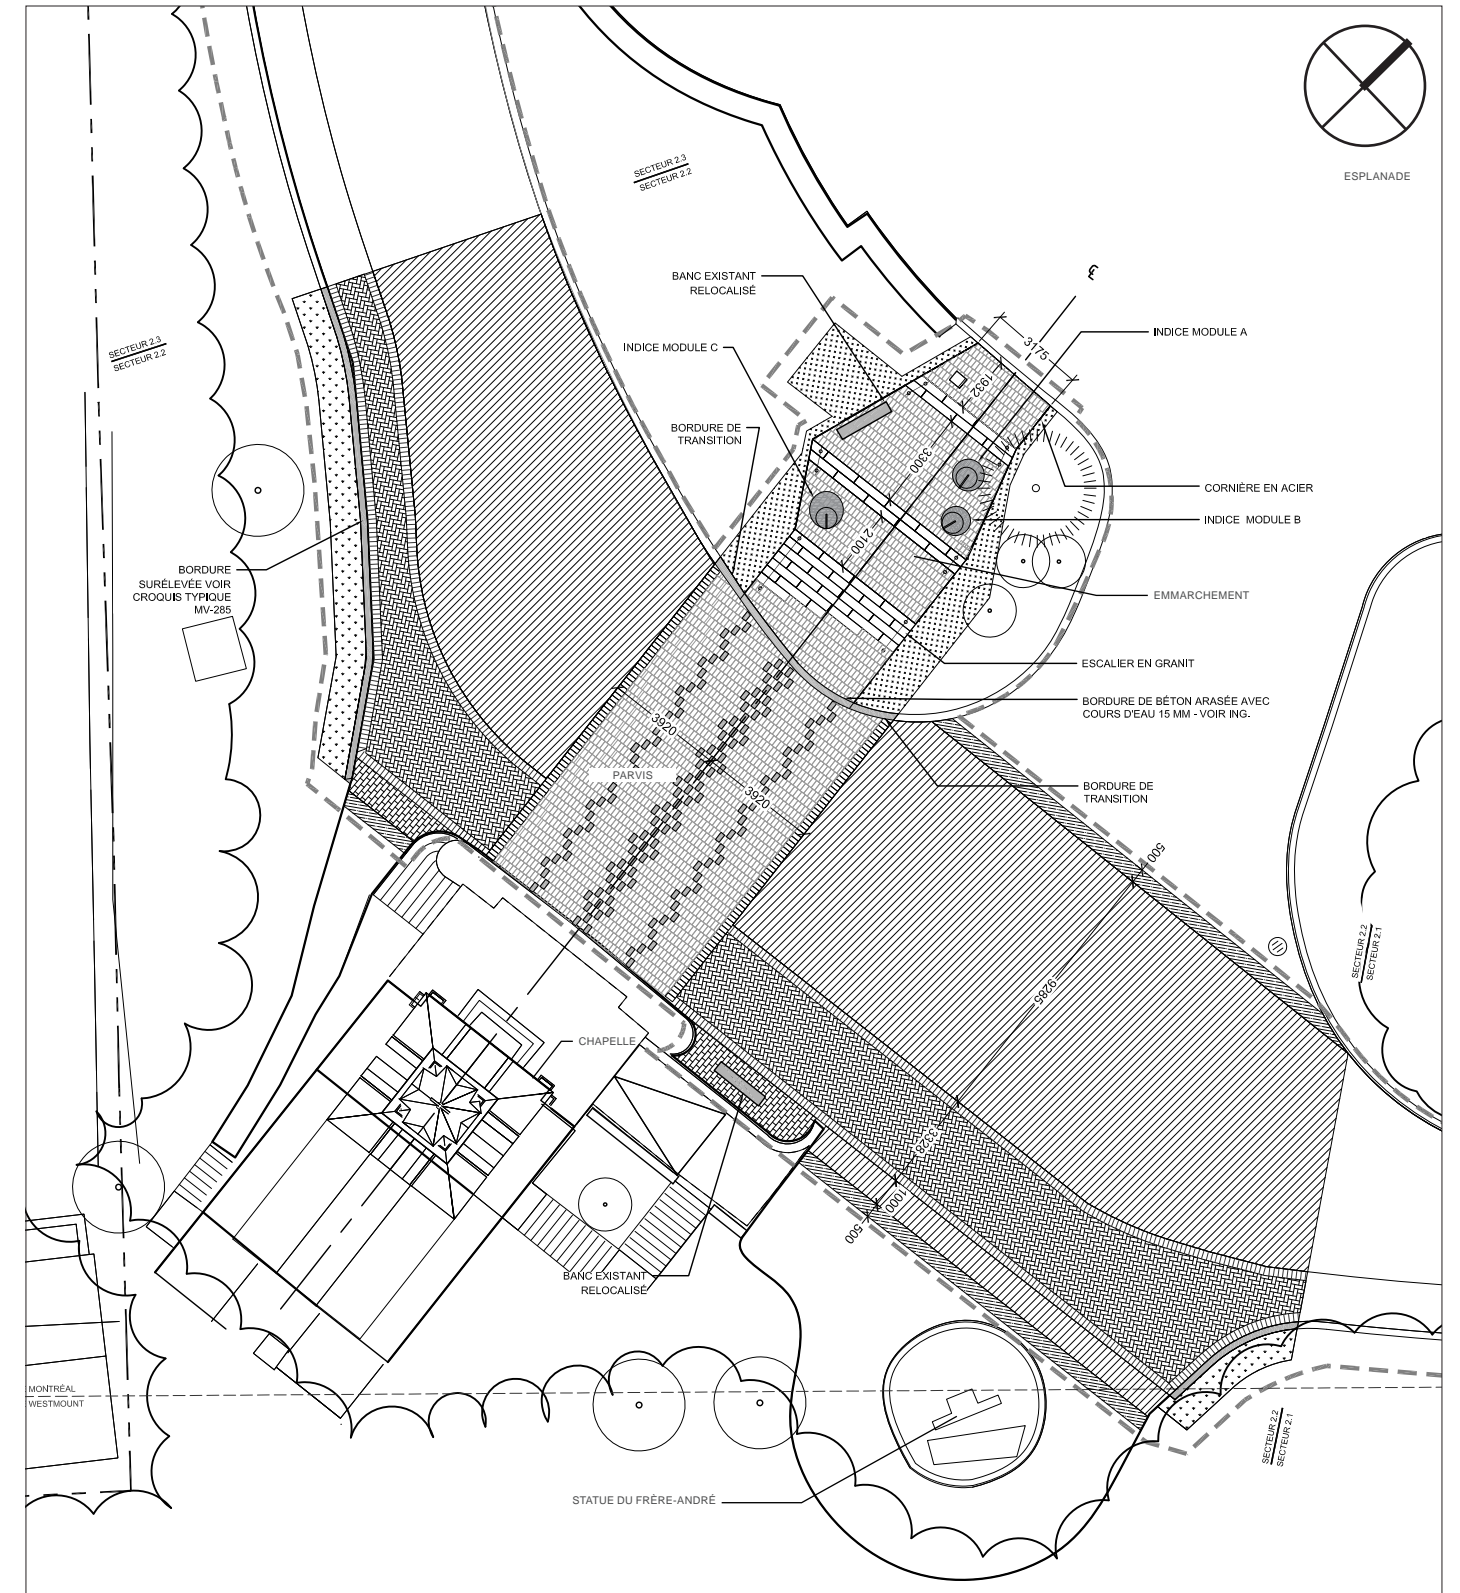 ESPLANADE
SECTEUR 2.3
SECTEUR 2.2
BANC EXISTANT
RELOCALISÉ
INDICE MODULE A
3175
1932
INDICE MODULE C
SECTEUR 2.3
SECTEUR 2.2
BORDURE DE
TRANSITION
3300
CORNIÈRE EN ACIER
INDICE MODULE B
2100
BORDURE
SURÉLEVÉE VOIR
CROQUIS TYPIQUE
MV-285
EMMARCHEMENT
ESCALIER EN GRANIT
BORDURE DE BÉTON ARASÉE AVEC
COURS D'EAU 15 MM - VOIR ING.
3920
PARVIS
3920
BORDURE DE
TRANSITION
500
SECTEUR 2.2
SECTEUR 2.1
9285
CHAPELLE
3328
1000
500
BANC EXISTANT
RELOCALISÉ
MONTRÉAL
WESTMOUNT
SECTEUR 2.2
SECTEUR 2.1
STATUE DU FRÈRE-ANDRÉ